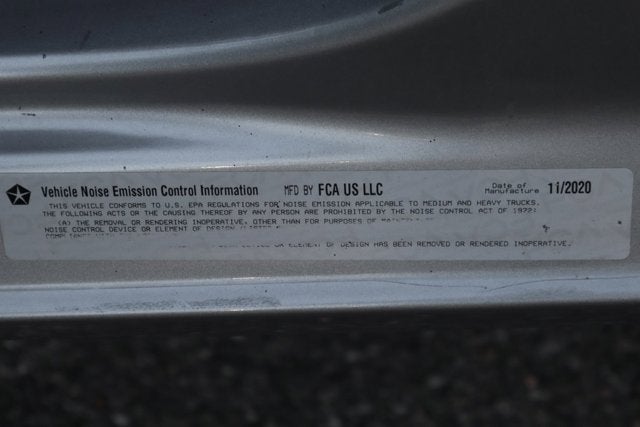 Vehicle Noise Emission Control Information MFD BY FCA US LLC Date of Manufacture 11/2020
THIS VEHICLE CONFORMS TO U.S. EPA REGULATIONS FOR NOISE EMISSION APPLICABLE TO MEDIUM AND HEAVY TRUCKS.
THE FOLLOWING ACTS OR THE CAUSING THEREOF BY ANY PERSON ARE PROHIBITED BY THE NOISE CONTROL ACT OF 1972:
(A) THE REMOVAL OR RENDERING INOPERATIVE, OTHER THAN FOR PURPOSES OF
NOISE CONTROL DEVICE OR ELEMENT OF DESIGN
OR ELEMENT OF DESIGN HAS BEEN REMOVED OR RENDERED INOPERATIVE.